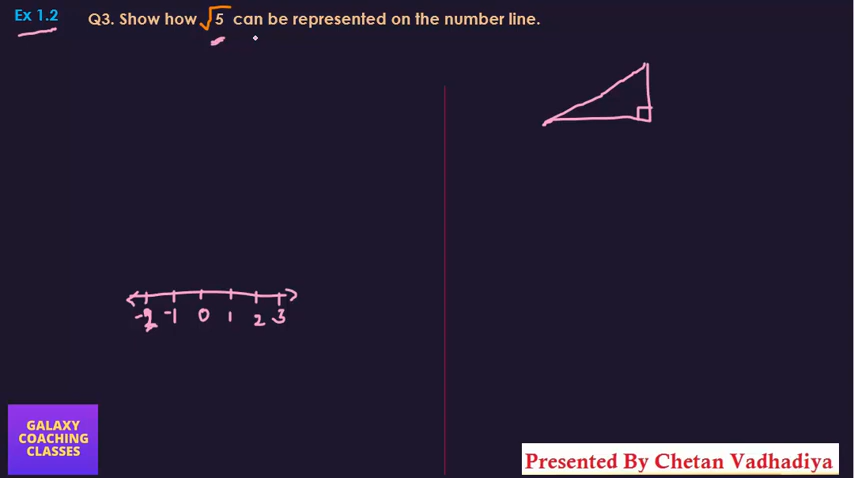 Ex 1.2
Q3. Show how √5 can be represented on the number line.
-2 -1 0 1 2 3
GALAXY
COACHING
CLASSES
Presented By Chetan Vadhadiya